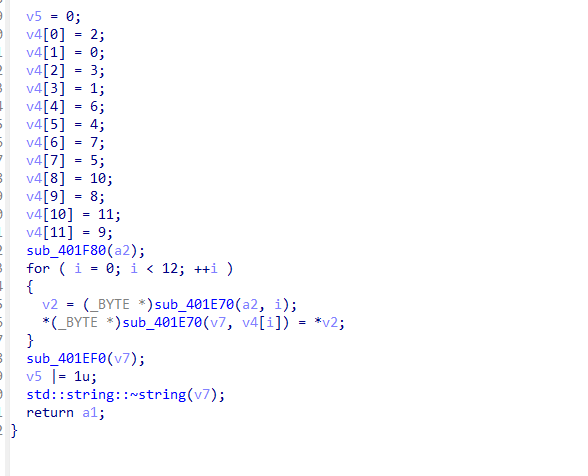 v5 = 0;
v4[0] = 2;
v4[1] = 0;
v4[2] = 3;
v4[3] = 1;
v4[4] = 6;
v4[5] = 4;
v4[6] = 7;
v4[7] = 5;
v4[8] = 10;
v4[9] = 8;
v4[10] = 11;
v4[11] = 9;
sub_401F80(a2);
for ( i = 0; i < 12; ++i )
{
v2 = (_BYTE *)sub_401E70(a2, i);
*(_BYTE *)sub_401E70(v7, v4[i]) = *v2;
}
sub_401EF0(v7);
v5 |= 1u;
std::string::~string(v7);
return a1;
}